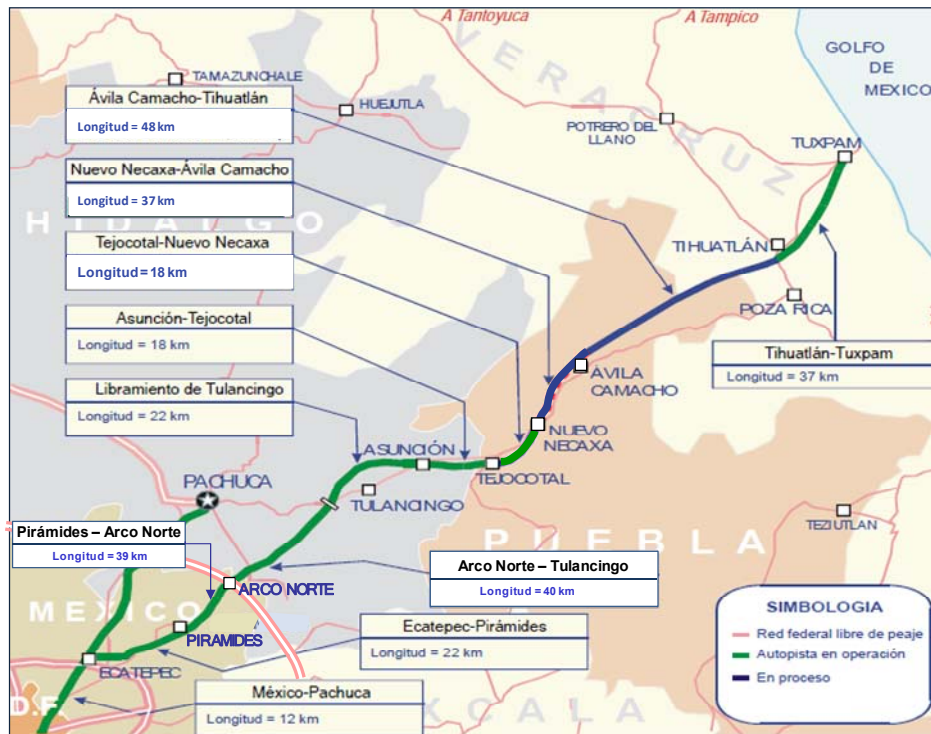 A Tantoyuca
A Tampico
VERACRUZ
GOLFO
DE
MEXICO
TAMAZUNCHALE
Ávila Camacho-Tihuatlán
Longitud = 48 km
HUEJUTLA
POTRERO DEL
LLANO
TUXPAM
Nuevo Necaxa-Ávila Camacho
Longitud = 37 km
HIDALGO
Tejocotal-Nuevo Necaxa
Longitud = 18 km
TIHUATLÁN
POZA RICA
Asunción-Tejocotal
Longitud = 18 km
Tihuatlán-Tuxpam
Longitud = 37 km
ÁVILA
CAMACHO
Libramiento de Tulancingo
Longitud = 22 km
NUEVO
NECAXA
ASUNCIÓN
TEJOCOTAL
PACHUCA
TULANCINGO
TEZIUTLAN
PUEBLA
Pirámides – Arco Norte
Longitud = 39 km
Arco Norte – Tulancingo
Longitud = 40 km
ARCO NORTE
MEXICO
PIRAMIDES
Ecatepec-Pirámides
Longitud = 22 km
ECATEPEC
México-Pachuca
Longitud = 12 km
D.F.
XCALA
SIMBOLOGIA
Red federal libre de peaje
Autopista en operación
En proceso